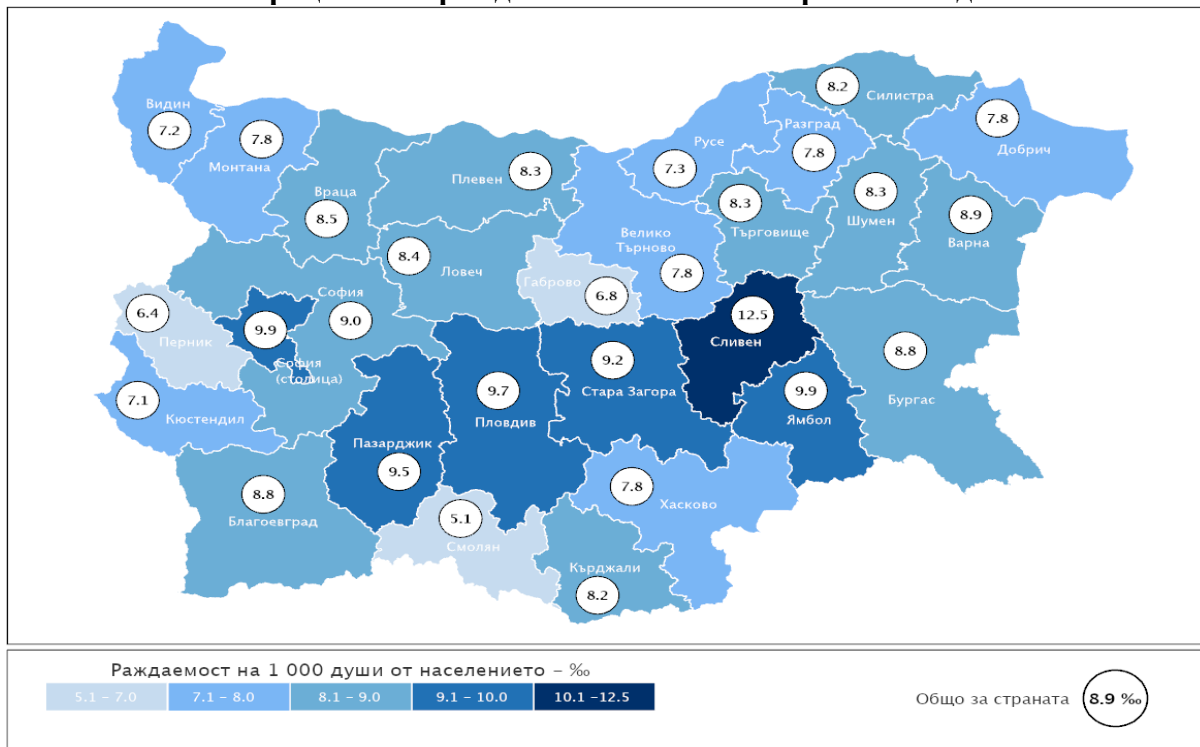 Видин
7.2
7.8
Монтана
Враца
8.5
Плевен
8.3
8.4
Ловеч
Русе
7.3
Разград
7.8
8.2
Силистра
7.8
Добрич
8.3
Търговище
8.3
Шумен
8.9
Варна
Велико
Търново
7.8
Габрово
6.8
6.4
Перник
София
9.0
9.9
София
(столица)
7.1
Кюстендил
Пазарджик
9.5
9.7
Пловдив
9.2
Стара Загора
12.5
Сливен
9.9
Ямбол
8.8
Бургас
8.8
Благоевград
5.1
Смолян
7.8
Хасково
Кърджали
8.2
Раждаемост на 1 000 души от населението – ‰
5.1 – 7.0
7.1 – 8.0
8.1 – 9.0
9.1 – 10.0
10.1 –12.5
Общо за страната
8.9 ‰